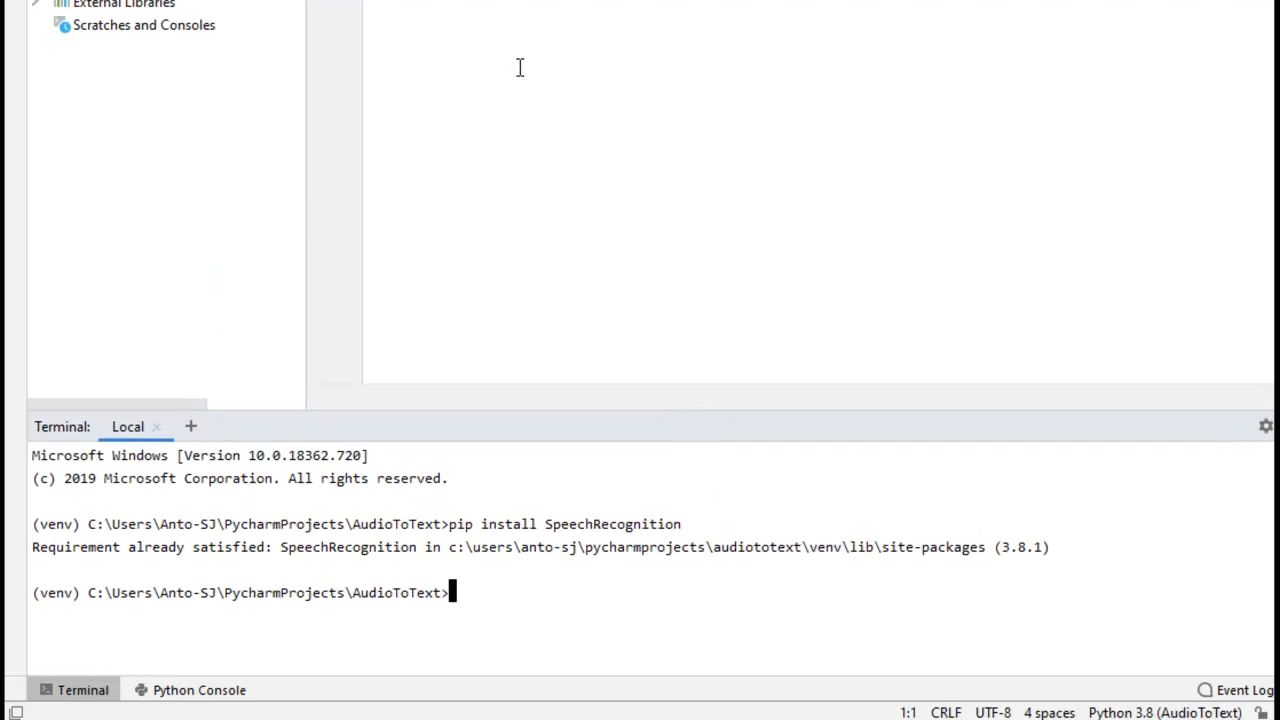 External Libraries
Scratches and Consoles
Terminal: Local × +
Microsoft Windows [Version 10.0.18362.720]
(c) 2019 Microsoft Corporation. All rights reserved.
(venv) C:\Users\Anto-SJ\PycharmProjects\AudioToText>pip install SpeechRecognition
Requirement already satisfied: SpeechRecognition in c:\users\anto-sj\pycharmprojects\audiototext\venv\lib\site-packages (3.8.1)
(venv) C:\Users\Anto-SJ\PycharmProjects\AudioToText>
Terminal Python Console Event Log
1:1 CRLF UTF-8 4 spaces Python 3.8 (AudioToText)